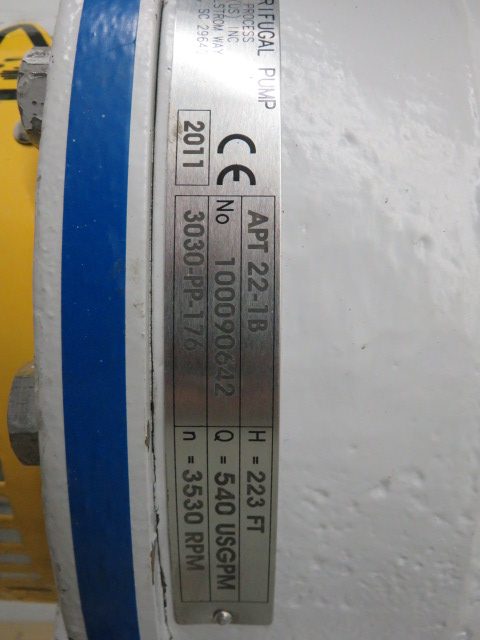 RIFUGAL PUMP
PROCESS
(US) INC
STROM WAY
SC 2964
CE
2011
APT 22-1B
No 100090642
3030-PP-176
H = 223 FT
Q = 540 USGPM
n = 3530 RPM